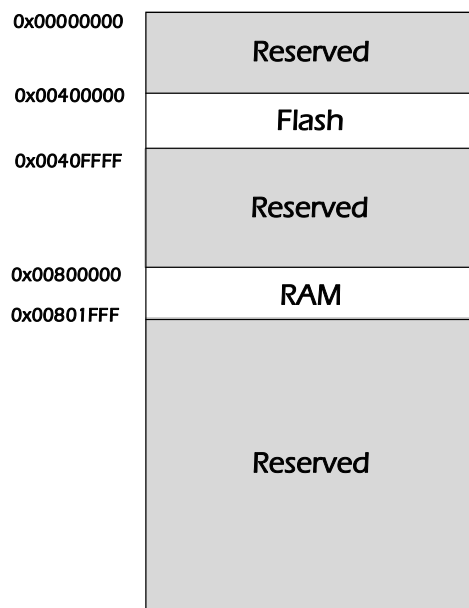 0x00000000
Reserved
0x00400000
Flash
0x0040FFFF
Reserved
0x00800000
RAM
0x00801FFF
Reserved